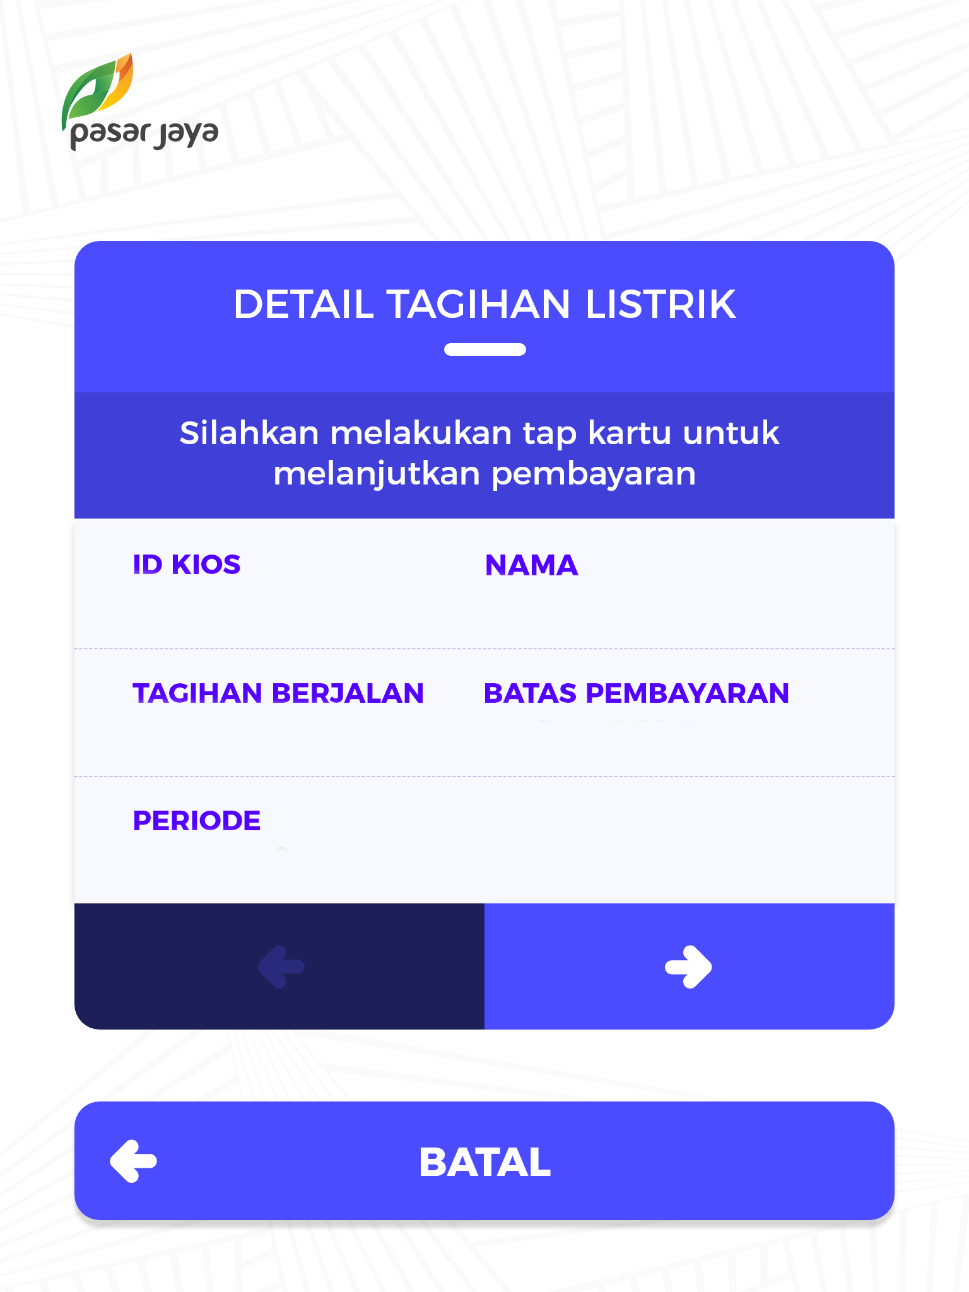 pasar jaya
DETAIL TAGIHAN LISTRIK
Silahkan melakukan tap kartu untuk
melanjutkan pembayaran
ID KIOS
NAMA
TAGIHAN BERJALAN
BATAS PEMBAYARAN
PERIODE
BATAL